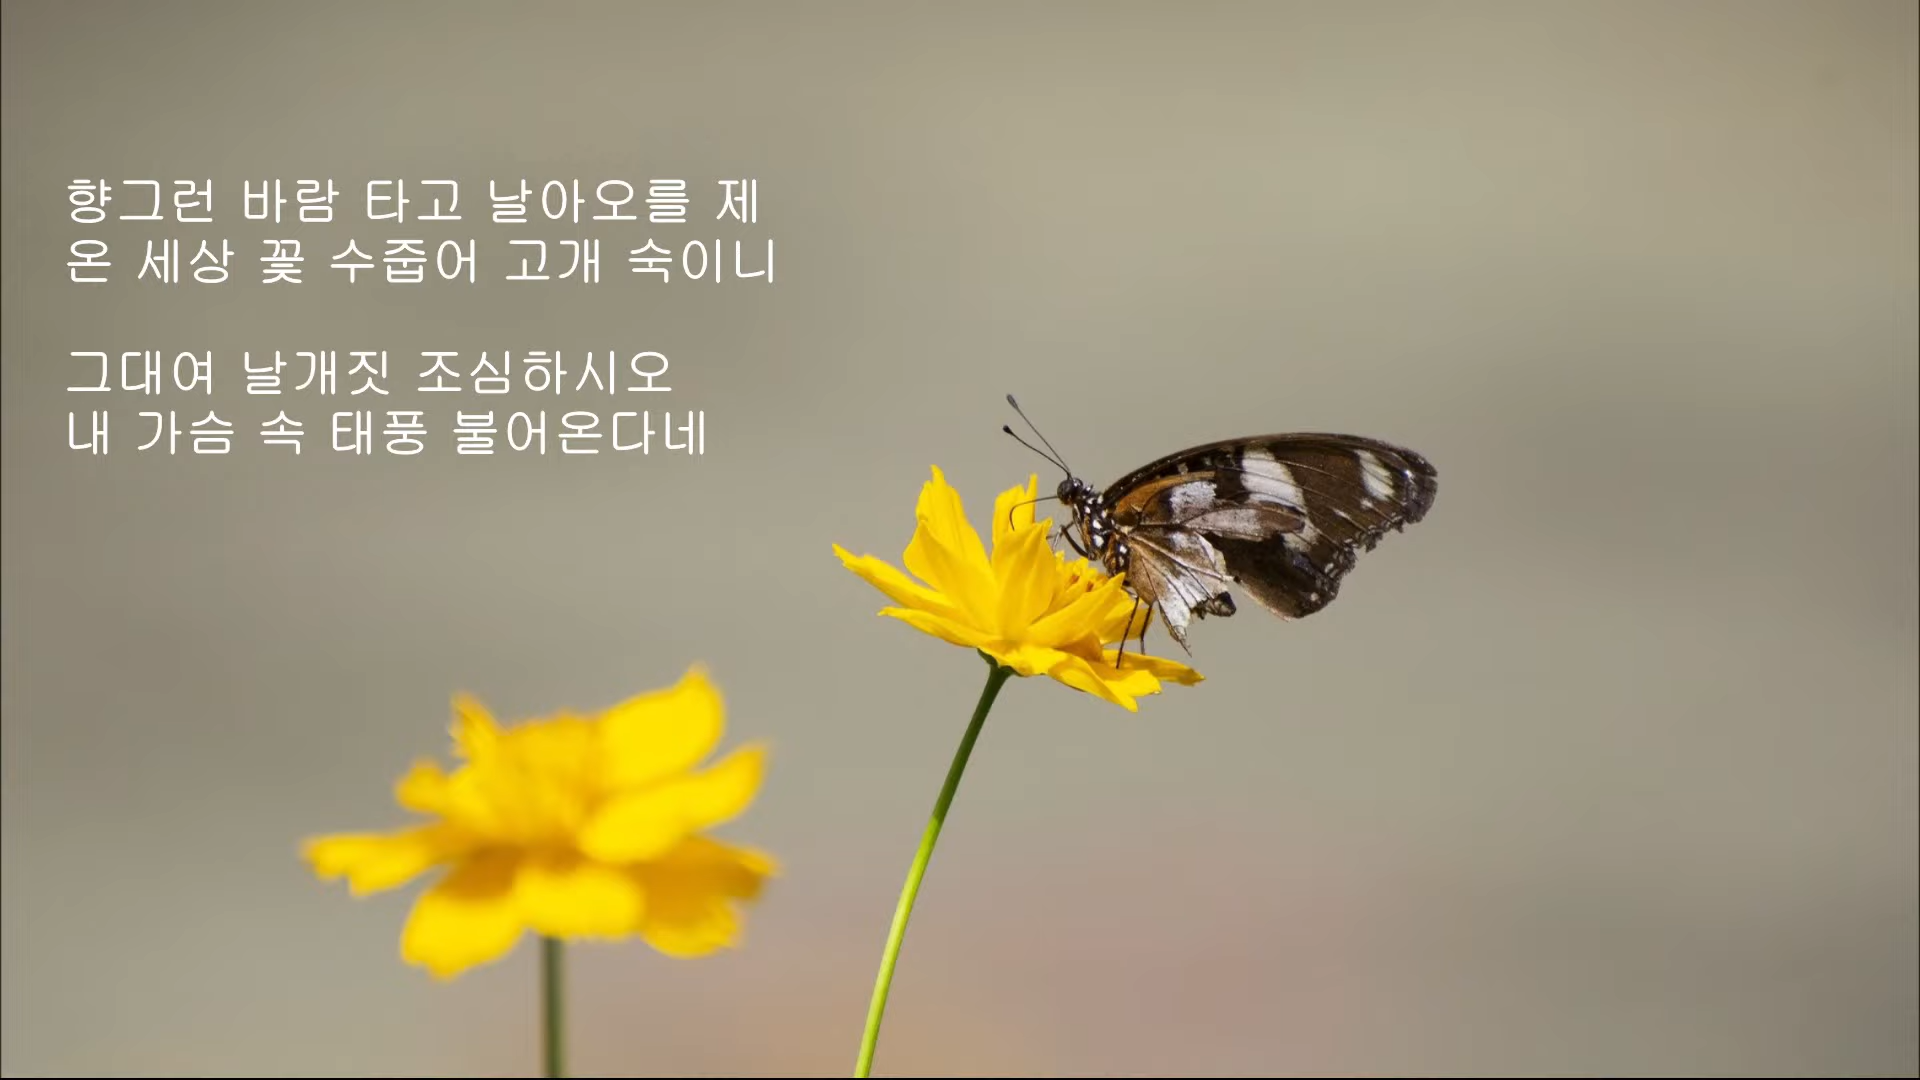 향그런 바람 타고 날아오를 제
온 세상 꽃 수줍어 고개 숙이니
그대여 날개짓 조심하시오
내 가슴 속 태풍 불어온다네